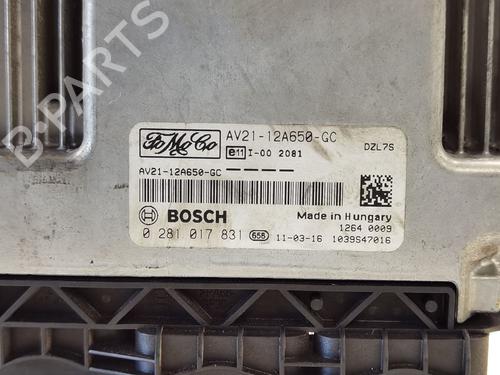 FoMoCo
AV21-12A650-GC
DZL7S
e11 I-00 2081
AV21-12A650-GC ————
BOSCH
Made in Hungary
1264 0009
0 281 017 831 658 11-03-16 1039S47016
B-PARTS